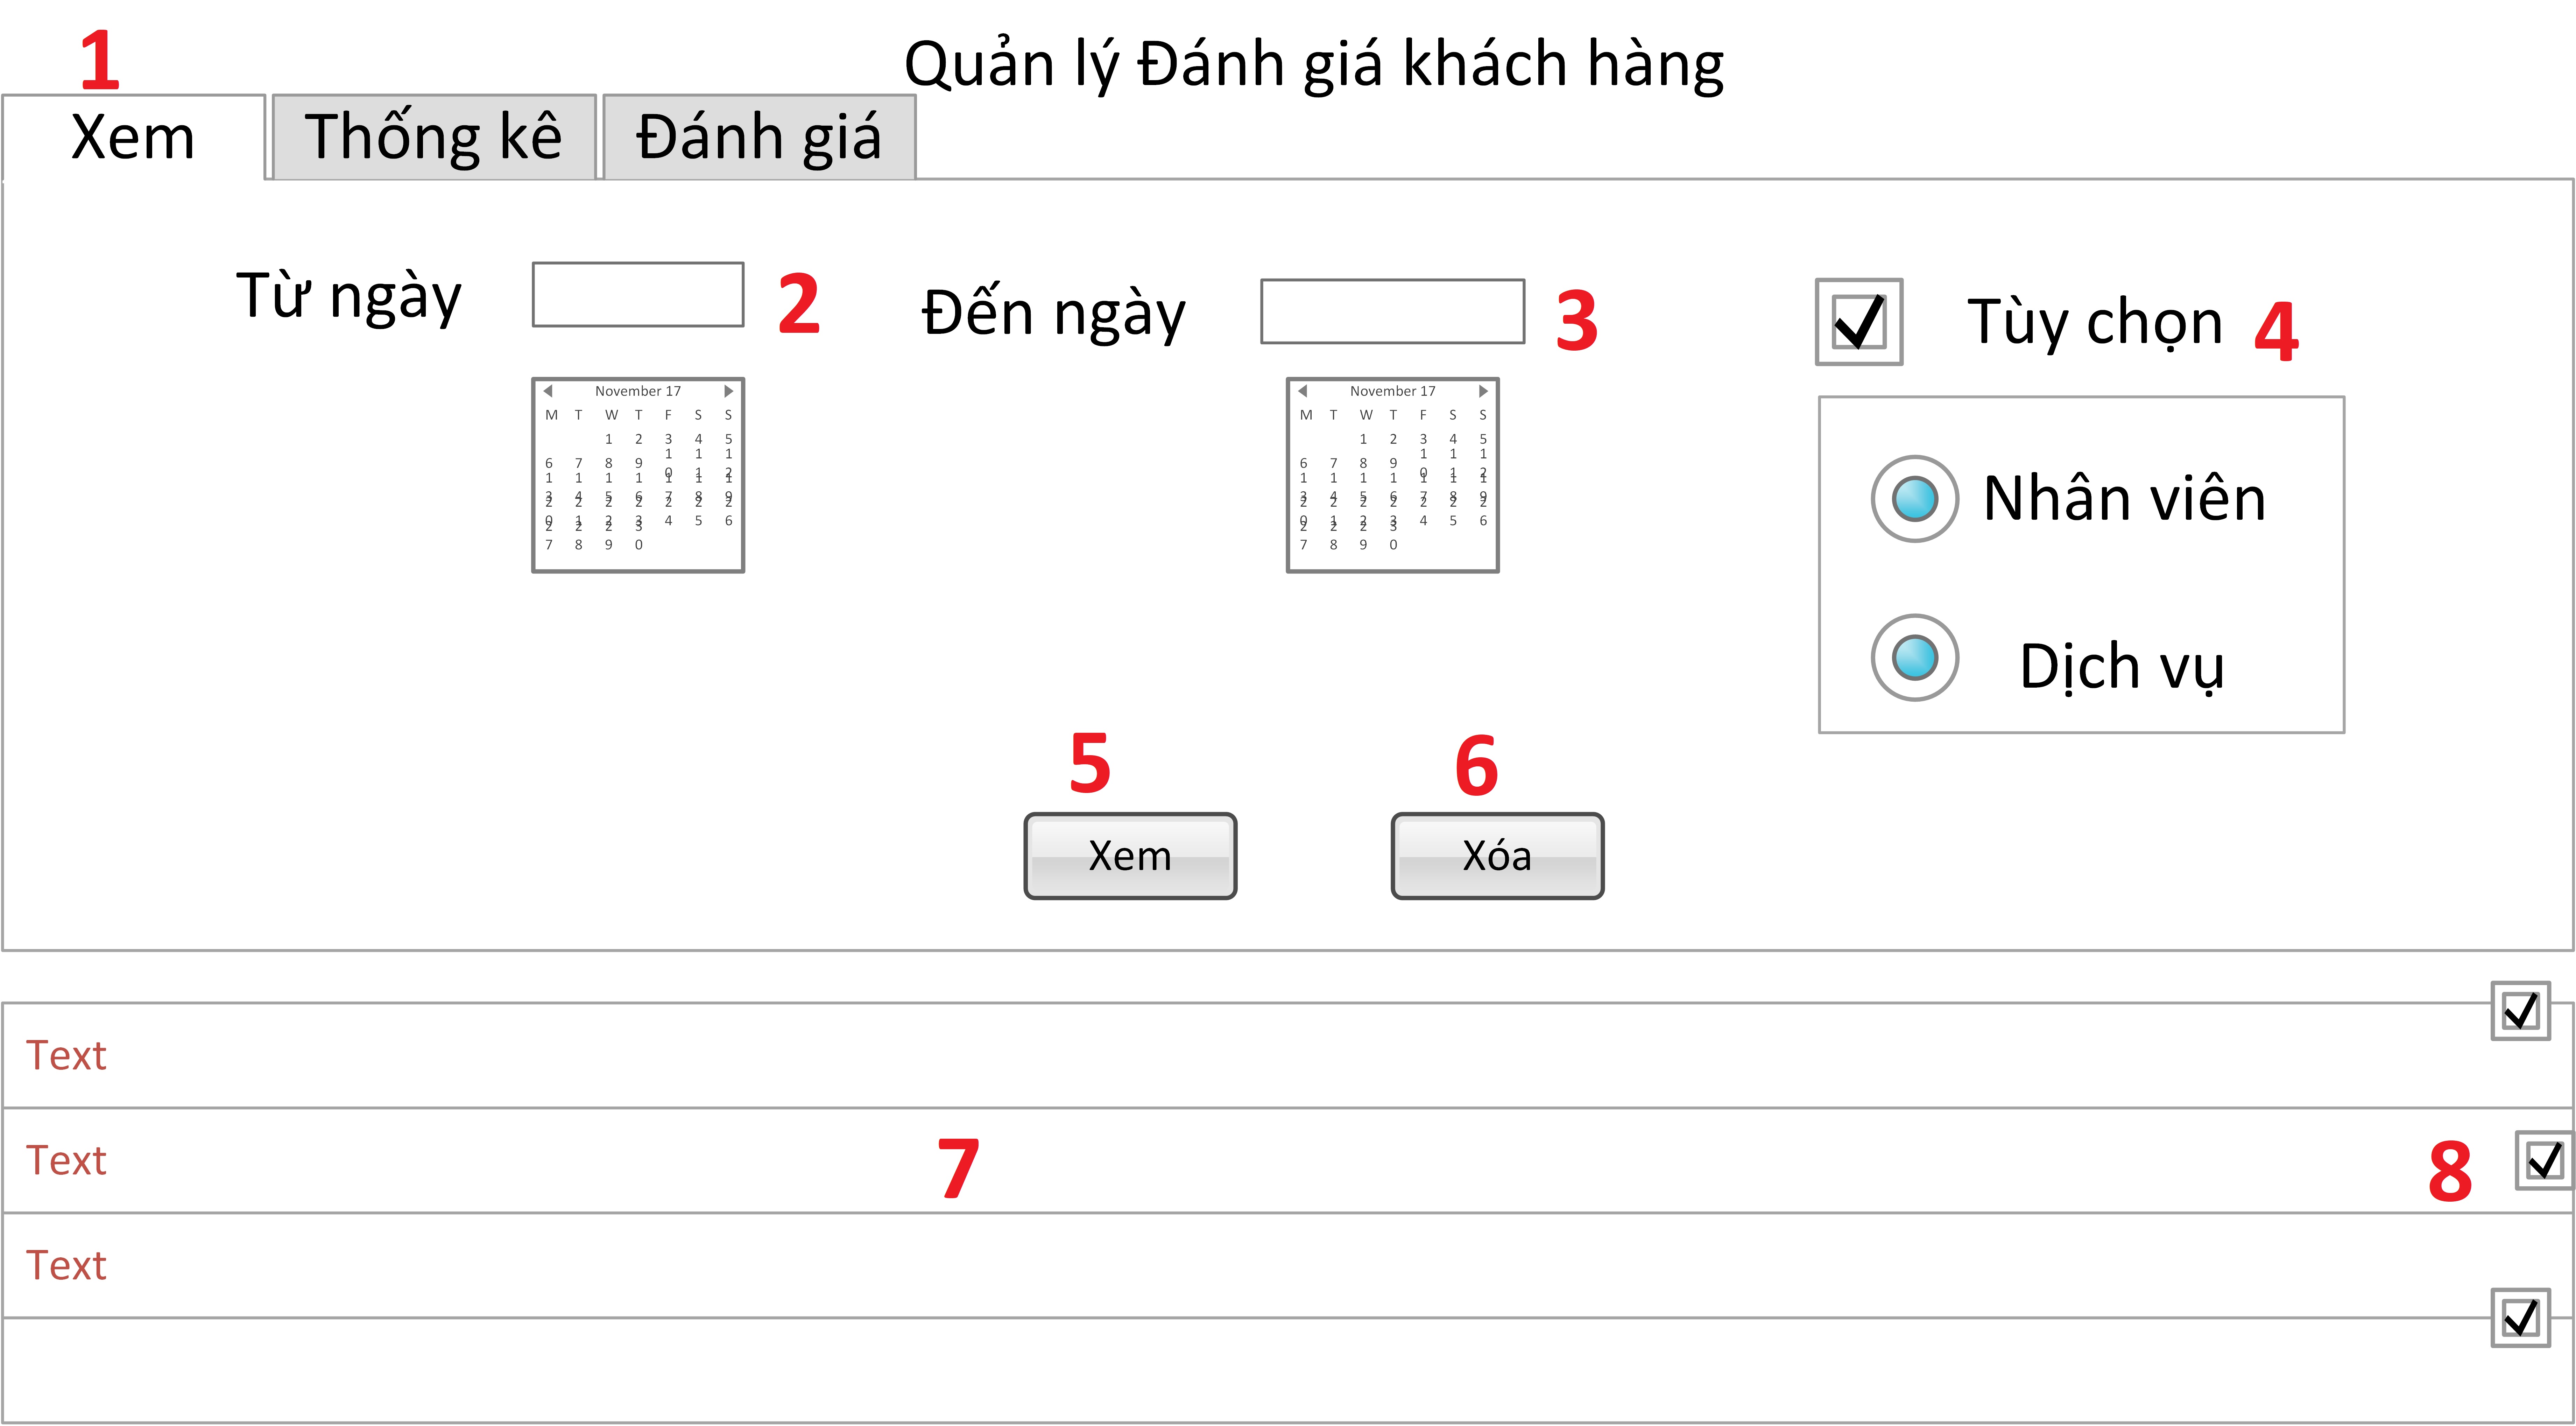 1
Quản lý Đánh giá khách hàng
Xem Thống kê Đánh giá
Từ ngày 2 Đến ngày 3 Tùy chọn 4
November 17 November 17
M T W T F S S M T W T F S S
1 2 3 4 5 1 2 3 4 5
6 7 8 9 10 11 12 6 7 8 9 10 11 12
13 14 15 16 17 18 19 13 14 15 16 17 18 19
20 21 22 23 24 25 26 20 21 22 23 24 25 26
27 28 29 30 27 28 29 30
Nhân viên
Dịch vụ
5 6
Xem Xóa
Text
Text 7 8
Text